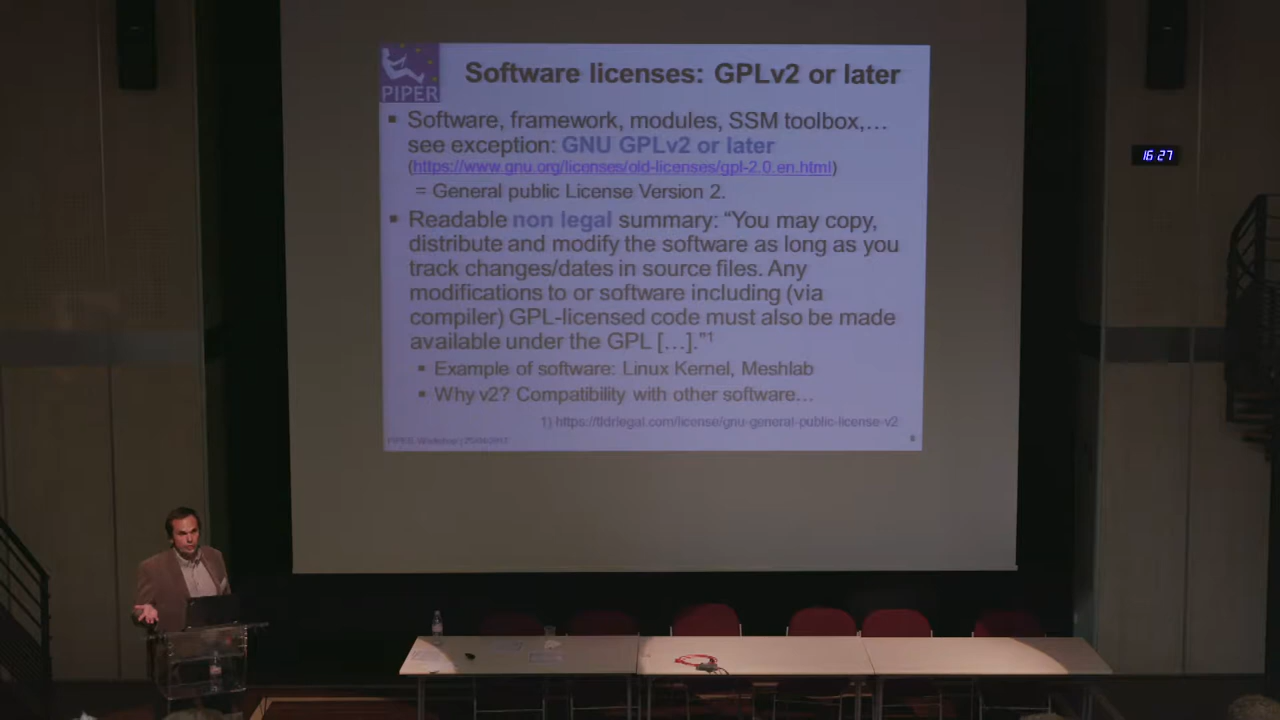 PIPER
Software licenses: GPLv2 or later
▪ Software, framework, modules, SSM toolbox,…
see exception: GNU GPLv2 or later
(https://www.gnu.org/licenses/old-licenses/gpl-2.0.en.html)
= General public License Version 2.
▪ Readable non legal summary: “You may copy,
distribute and modify the software as long as you
track changes/dates in source files. Any
modifications to or software including (via
compiler) GPL-licensed code must also be made
available under the GPL […].”1
▪ Example of software: Linux Kernel, Meshlab
▪ Why v2? Compatibility with other software…
1) https://tldrlegal.com/license/gnu-general-public-license-v2
PIPER Workshop
8
16:27